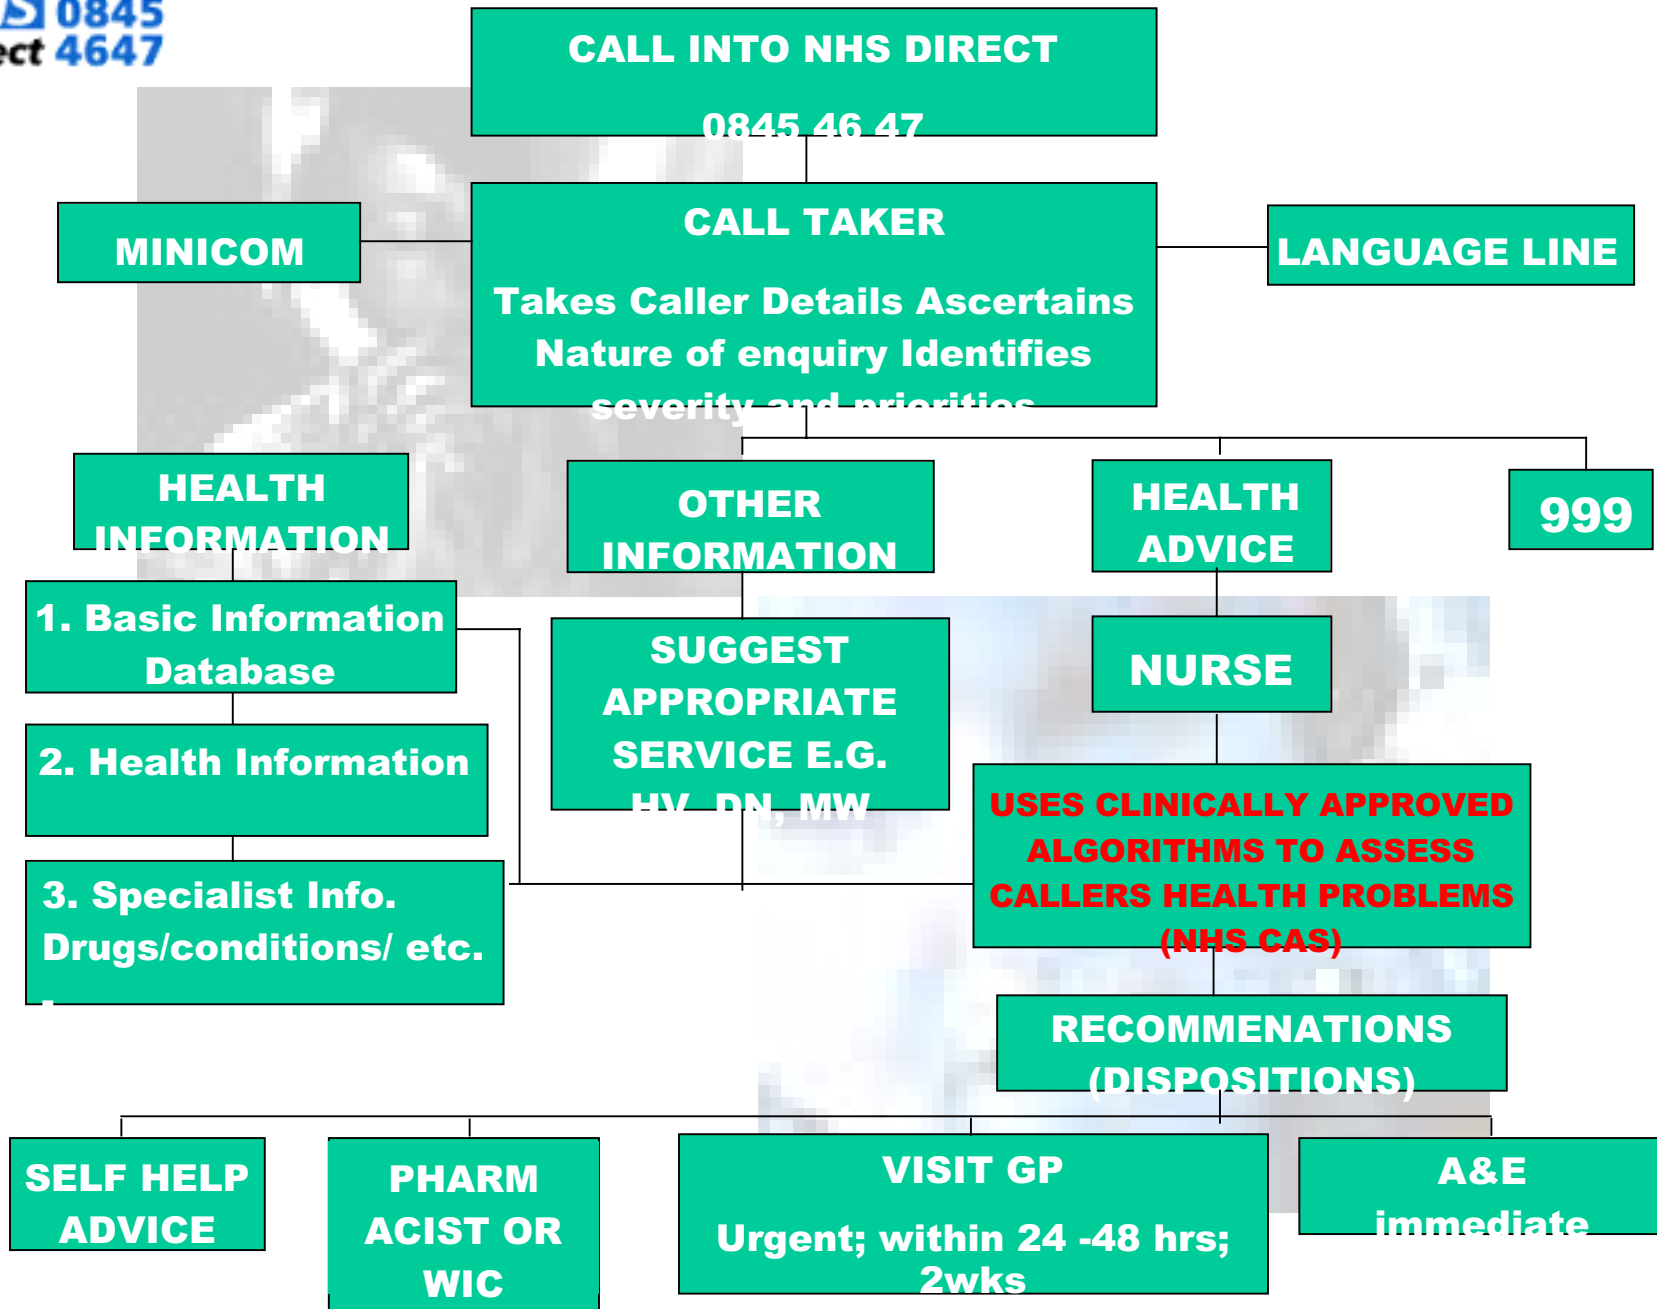 S 0845
ect 4647
CALL INTO NHS DIRECT
0845 46 47
MINICOM
CALL TAKER
Takes Caller Details Ascertains
Nature of enquiry Identifies
severity and priorities
LANGUAGE LINE
HEALTH
INFORMATION
OTHER
INFORMATION
HEALTH
ADVICE
999
1. Basic Information
Database
SUGGEST
APPROPRIATE
SERVICE E.G.
HV, DN, MW
NURSE
2. Health Information
USES CLINICALLY APPROVED
ALGORITHMS TO ASSESS
CALLERS HEALTH PROBLEMS
(NHS CAS)
3. Specialist Info.
Drugs/conditions/ etc.
RECOMMENATIONS
(DISPOSITIONS)
SELF HELP
ADVICE
PHARM
ACIST OR
WIC
VISIT GP
Urgent; within 24 -48 hrs;
2wks
A&E
immediate